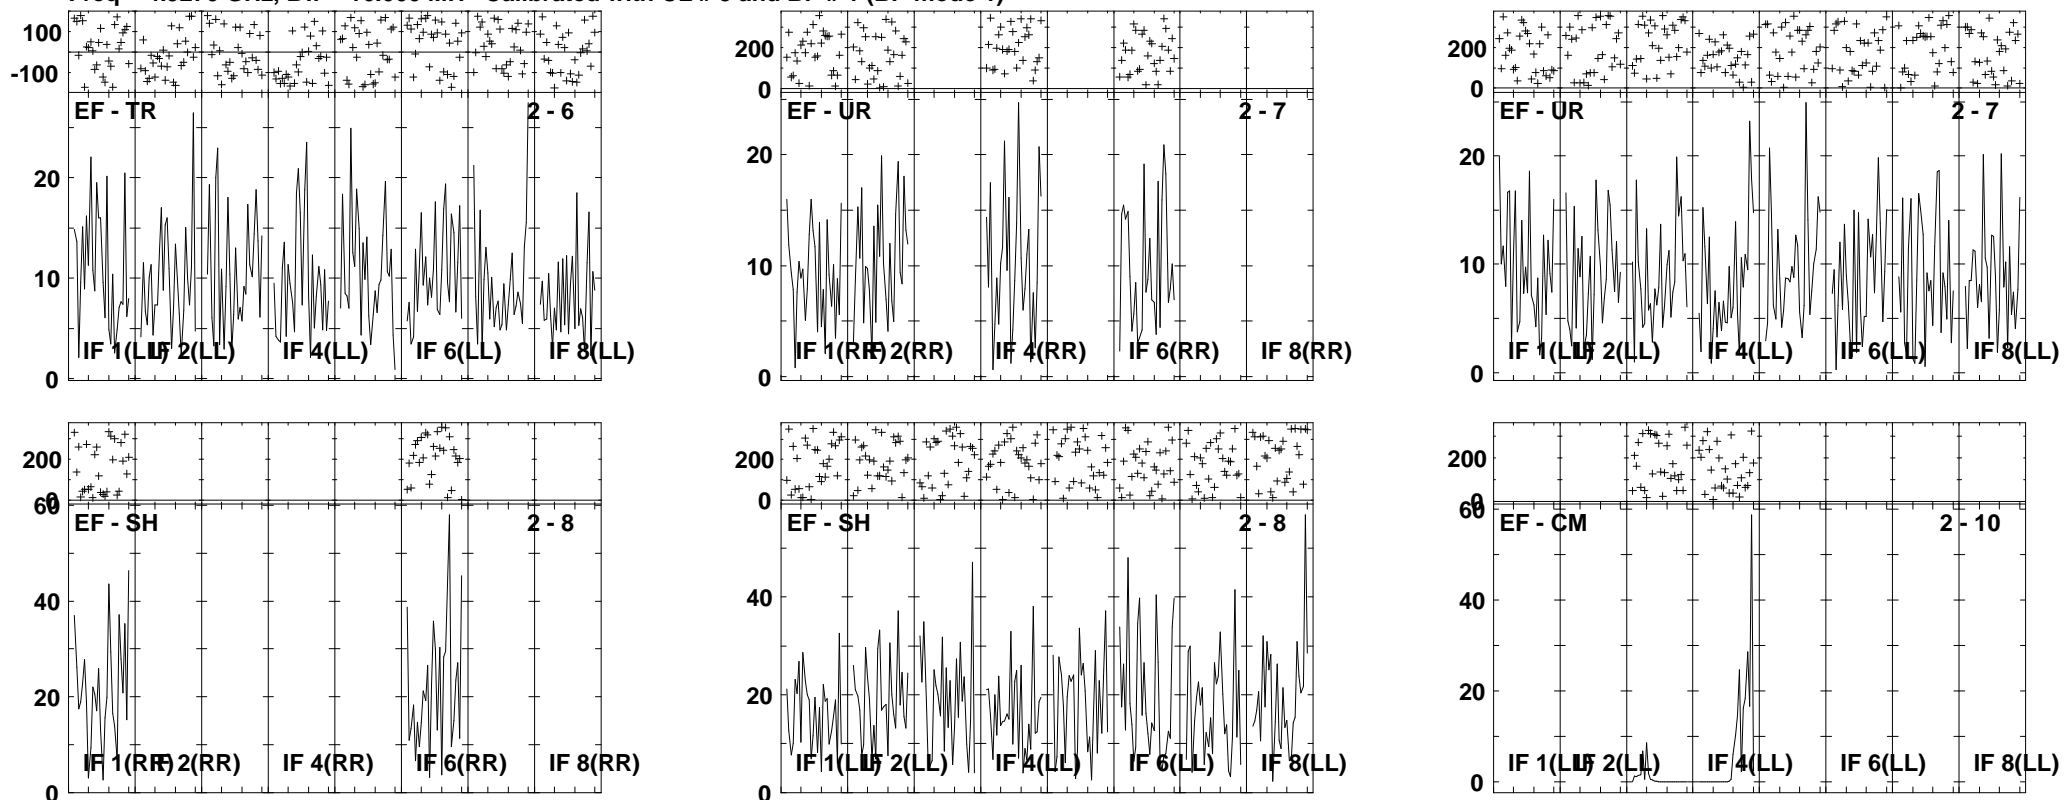 100
-100
EF - TR
2 - 6
20
10
0
IF 1(LL) IF 2(LL) IF 4(LL) IF 6(LL) IF 8(LL)
200
0
EF - UR
2 - 7
20
10
0
IF 1(RR) IF 2(RR) IF 4(RR) IF 6(RR) IF 8(RR)
200
0
EF - UR
2 - 7
20
10
0
IF 1(LL) IF 2(LL) IF 4(LL) IF 6(LL) IF 8(LL)
200
0
60
EF - SH
2 - 8
40
20
0
IF 1(RR) IF 2(RR) IF 4(RR) IF 6(RR) IF 8(RR)
200
0
EF - SH
2 - 8
40
20
0
IF 1(LL) IF 2(LL) IF 4(LL) IF 6(LL) IF 8(LL)
200
0
60
EF - CM
2 - 10
40
20
0
IF 1(LL) IF 2(LL) IF 4(LL) IF 6(LL) IF 8(LL)